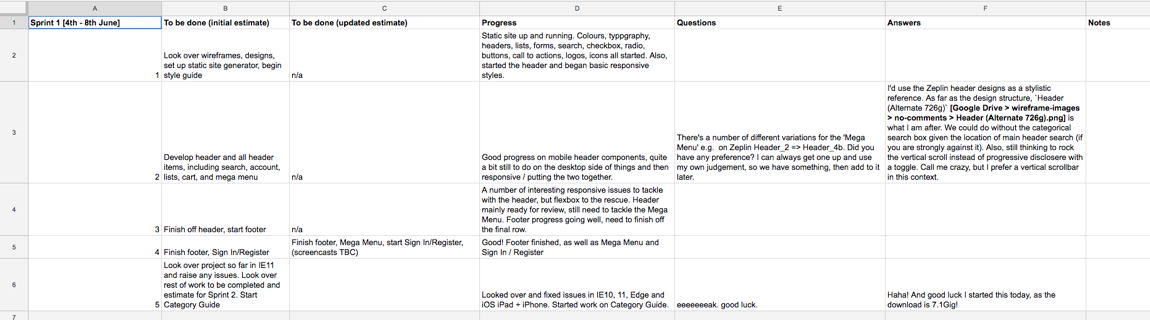 A B C D E F G
1 Sprint 1 [4th - 8th June] To be done (initial estimate) To be done (updated estimate) Progress Questions Answers Notes
2
1
Look over wireframes, designs,
set up static site generator, begin
style guide
n/a
Static site up and running. Colours, typpgraphy,
headers, lists, forms, search, checkbox, radio,
buttons, call to actions, logos, icons all started. Also,
started the header and began basic responsive
styles.
3
2
Develop header and all header
items, including search, account,
lists, cart, and mega menu
n/a
Good progress on mobile header components, quite
a bit still to do on the desktop side of things and then
responsive / putting the two together.
There's a number of different variations for the 'Mega
Menu' e.g. on Zeplin Header_2 => Header_4b. Did you
have any preference? I can always get one up and use
my own judgement, so we have something, then add to it
later.
I'd use the Zeplin header designs as a stylistic
reference. As far as the design structure, `Header
(Alternate 726g)` [Google Drive > wireframe-images
> no-comments > Header (Alternate 726g).png] is
what I am after. We could do without the categorical
search box given the location of main header search (if
you are strongly against it). Also, still thinking to rock
the vertical scroll instead of progressive disclosere with
a toggle. Call me crazy, but I prefer a vertical scrollbar
in this context.
4
3
Finish off header, start footer
n/a
A number of interesting responsive issues to tackle
with the header, but flexbox to the rescue. Header
mainly ready for review, still need to tackle the Mega
Menu. Footer progress going well, need to finish off
the final row.
5
4
Finish footer, Sign In/Register
Finish footer, Mega Menu, start Sign In/Register,
(screencasts TBC)
Good! Footer finished, as well as Mega Menu and
Sign In / Register
6
5
Look over project so far in IE11
and raise any issues. Look over
rest of work to be completed and
estimate for Sprint 2. Start
Category Guide
Looked over and fixed issues in IE10, 11, Edge and
iOS iPad + iPhone. Started work on Category Guide.
eeeeeeeak. good luck.
Haha! And good luck I started this today, as the
download is 7.1Gig!
7